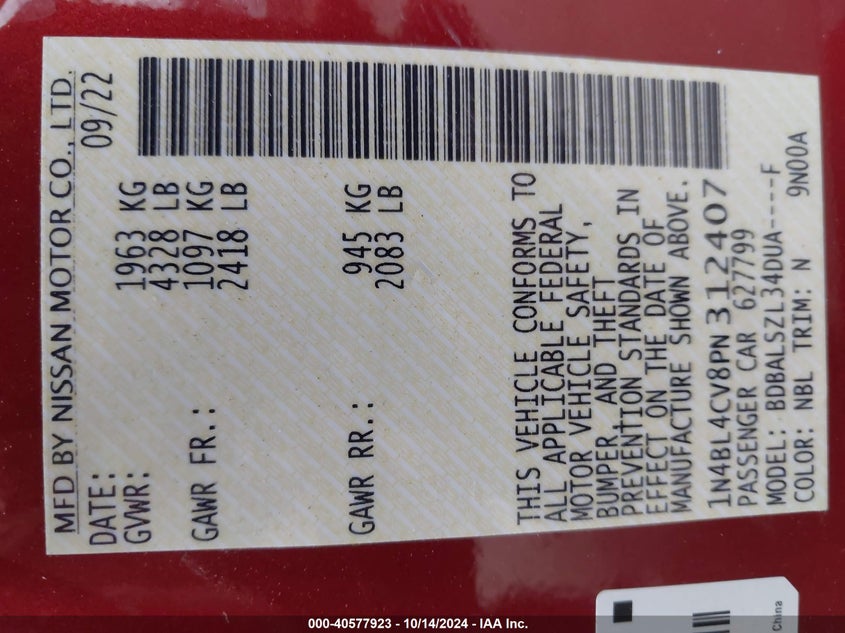 MFD BY NISSAN MOTOR CO., LTD.
DATE: 09/22
GVWR: 1963 KG
4328 LB
GAWR FR.: 1097 KG
2418 LB
GAWR RR.: 945 KG
2083 LB
THIS VEHICLE CONFORMS TO
ALL APPLICABLE FEDERAL
MOTOR VEHICLE SAFETY,
BUMPER, AND THEFT
PREVENTION STANDARDS IN
EFFECT ON THE DATE OF
MANUFACTURE SHOWN ABOVE.
1N4BL4CV8PN312407
PASSENGER CAR 627799
MODEL: BDBALSZL34DUA----F
COLOR: NBL TRIM: N 9N00A
China
000-40577923 - 10/14/2024 - IAA Inc.